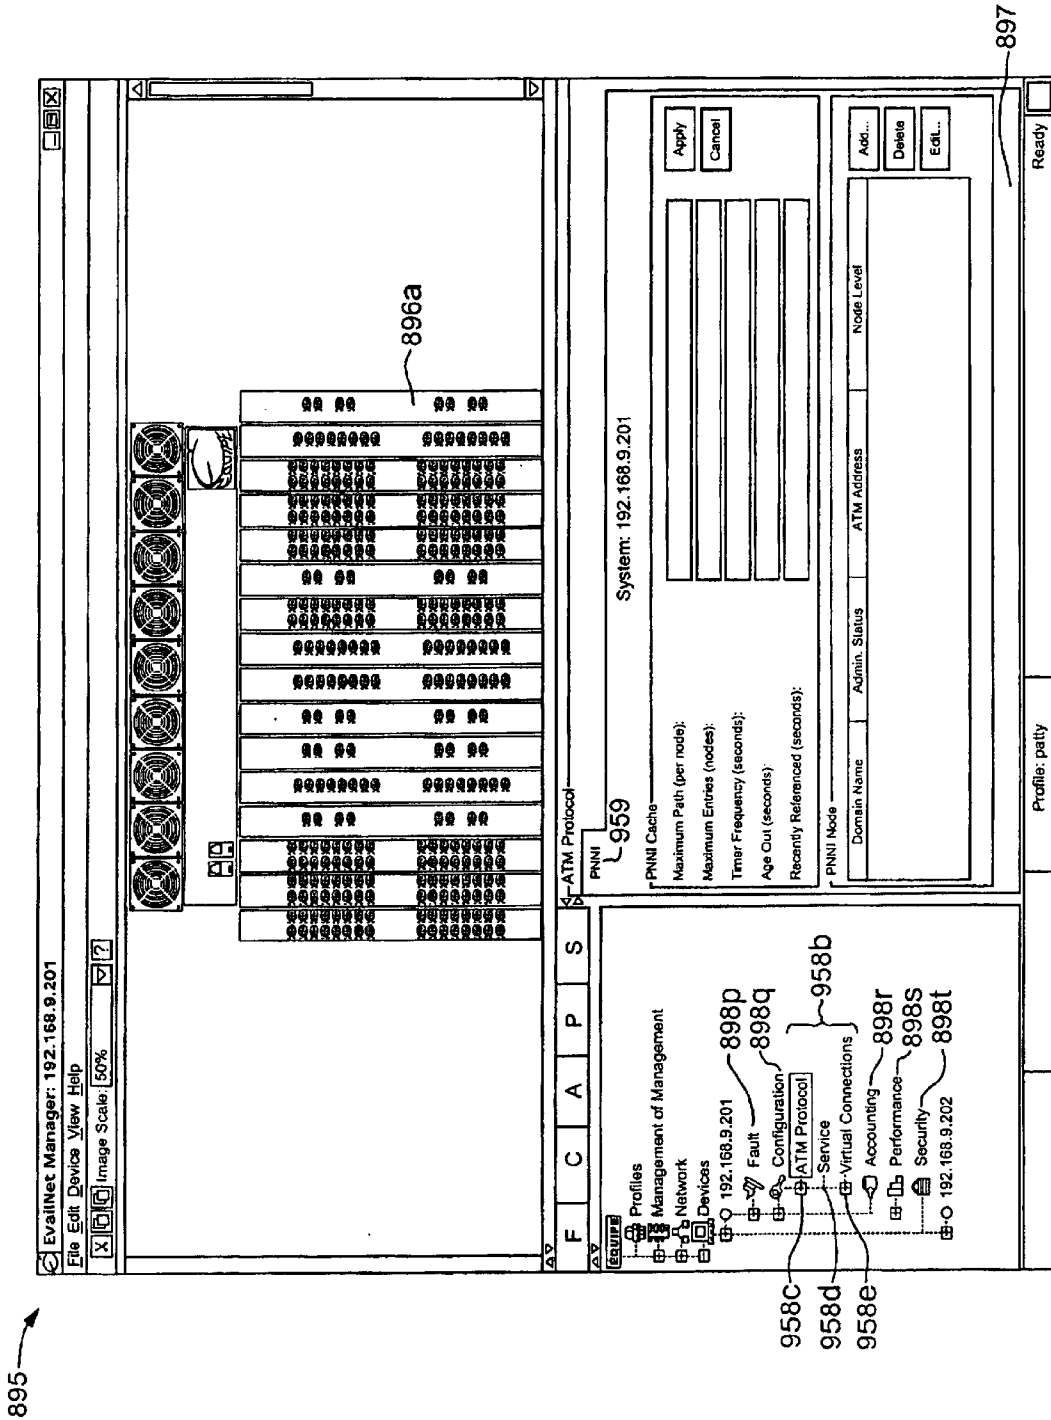 895
EvailNet Manager: 192.168.9.201
File Edit Device View Help
Image Scale: 50%
?
896a
F C A P S
EQUIPE
Profiles
Management of Management
Network
Devices
192.168.9.201
898p
Fault
898q
Configuration
958c
ATM Protocol
958b
958d
Service
958e
Virtual Connections
Accounting
898r
Performance
898s
Security
898t
192.168.9.202
ATM Protocol
PNNI
959
System: 192.168.9.201
PNNI Cache
Maximum Path (per node):
Maximum Entries (nodes):
Timer Frequency (seconds):
Age Out (seconds):
Recently Referenced (seconds):
Apply
Cancel
PNNI Node
Domain Name Admin. Status ATM Address Node Level
Add...
Delete
Edit...
897
Profile: patty
Ready